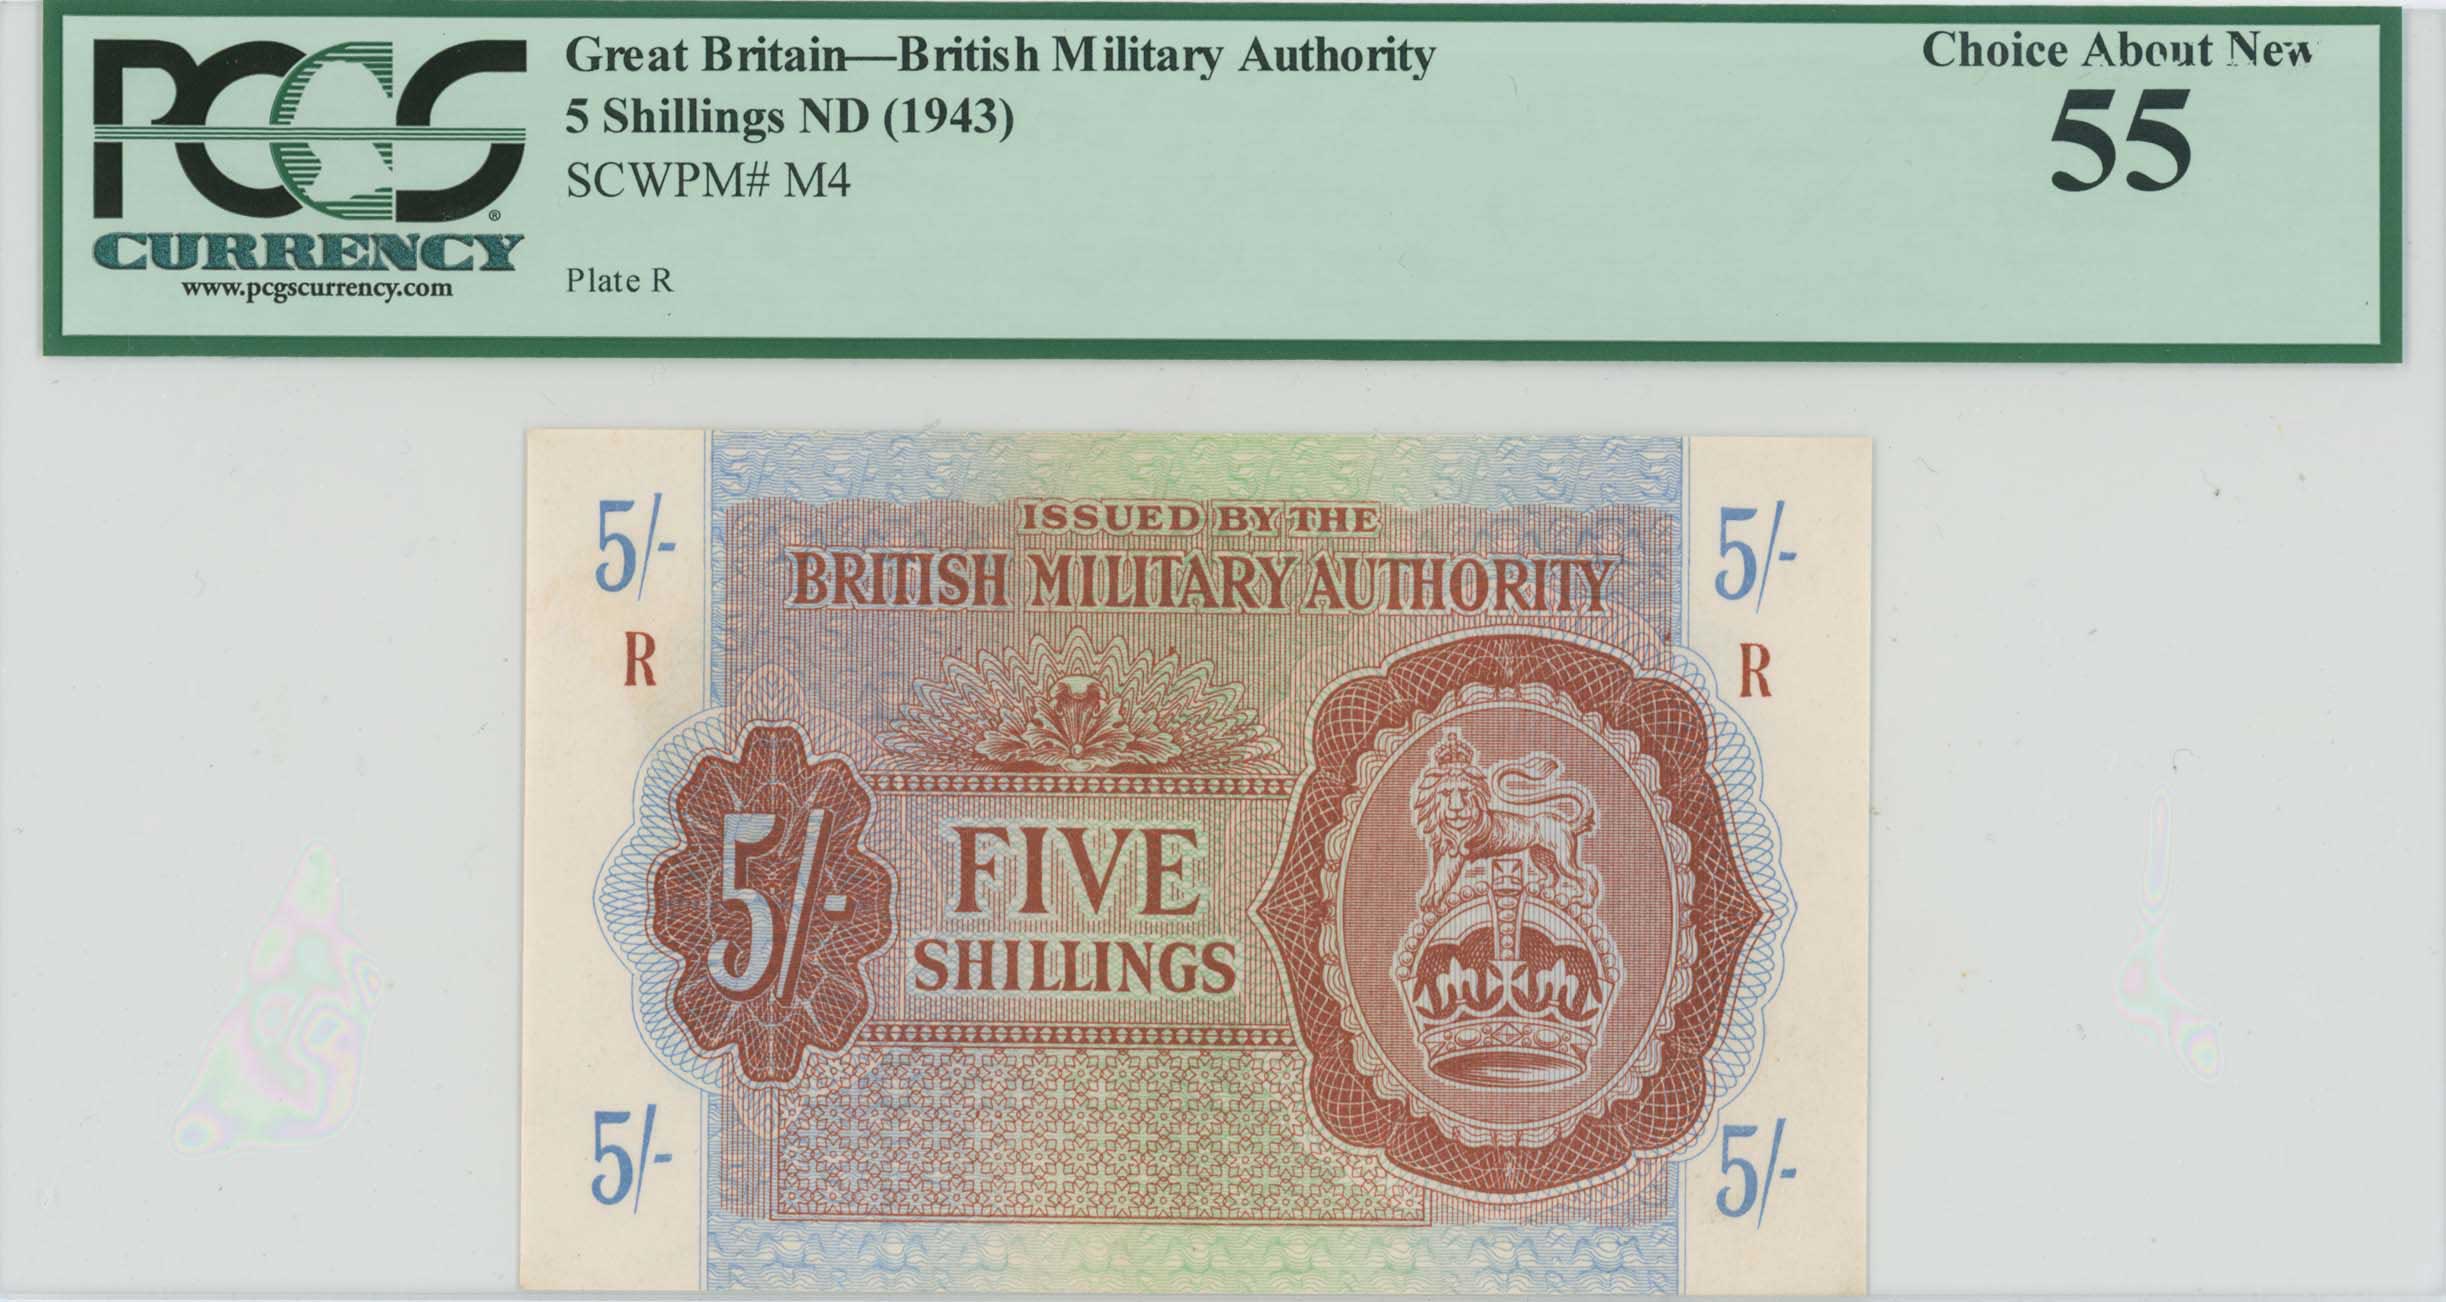 PCGS
CURRENCY
www.pcgscurrency.com
Great Britain—British Military Authority
5 Shillings ND (1943)
SCWPM# M4
Plate R
Choice About New
55
5/-
5/-
ISSUED BY THE
BRITISH MILITARY AUTHORITY
R
R
5/-
FIVE
SHILLINGS
5/-
5/-